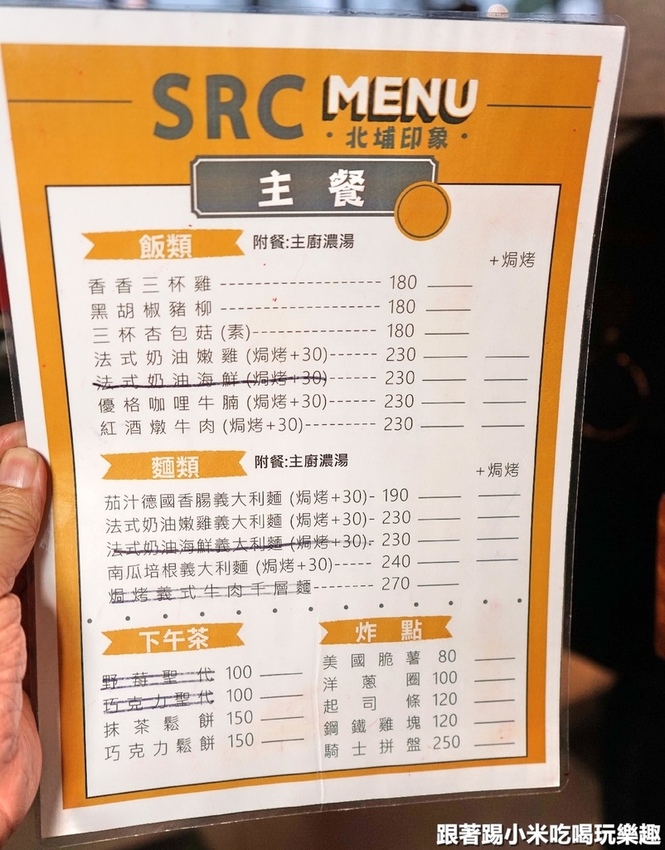 SRC MENU
·北埔印象·
主餐
飯類 附餐:主廚濃湯
+焗烤
香香三杯雞 180
黑胡椒豬柳 180
三杯杏包菇(素) 180
法式奶油嫩雞(焗烤+30) 230
法式奶油海鮮(焗烤+30) 230
優格咖哩牛腩(焗烤+30) 230
紅酒燉牛肉(焗烤+30) 230
麵類 附餐:主廚濃湯
+焗烤
茄汁德國香腸義大利麵(焗烤+30) 190
法式奶油嫩雞義大利麵(焗烤+30) 230
法式奶油海鮮義大利麵(焗烤+30) 230
南瓜培根義大利麵(焗烤+30) 240
焗烤義式牛肉千層麵 270
下午茶
野莓聖代 100
巧克力聖代 100
抹茶鬆餅 150
巧克力鬆餅 150
炸點
美國脆薯 80
洋蔥圈 100
起司條 120
鋼鐵雞塊 120
騎士拼盤 250
跟著踢小米吃喝玩樂趣